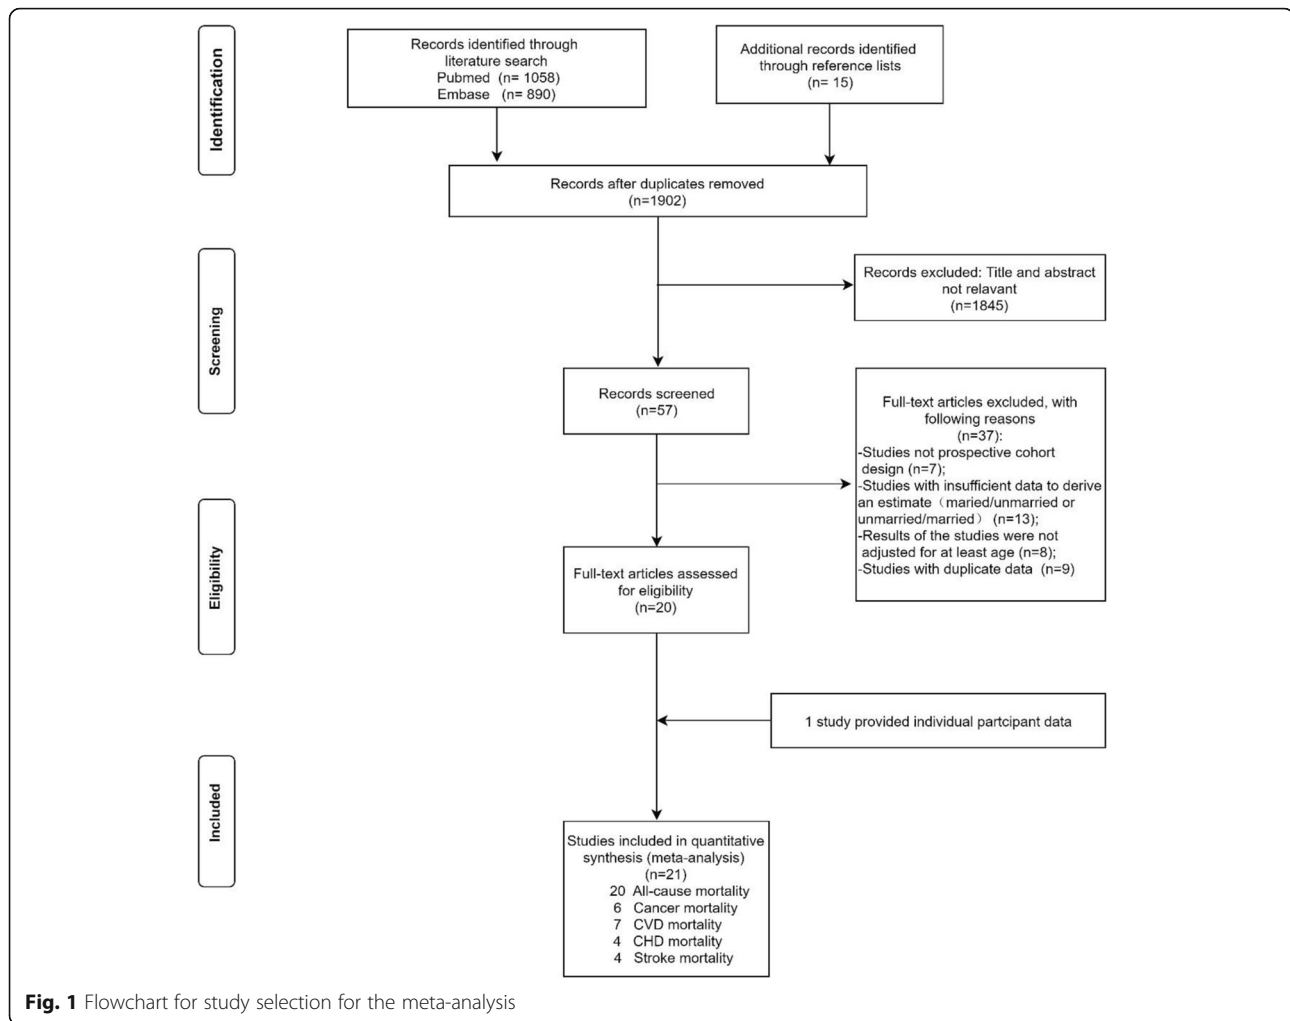 Identification
Records identified through
literature search
Pubmed (n= 1058)
Embase (n= 890)
Additional records identified
through reference lists
(n= 15)
Records after duplicates removed
(n=1902)
Screening
Records excluded: Title and abstract
not relavant
(n=1845)
Records screened
(n=57)
Full-text articles excluded, with
following reasons
(n=37):
-Studies not prospective cohort
design (n=7);
-Studies with insufficient data to derive
an estimate（maried/unmarried or
unmarried/married）(n=13);
-Results of the studies were not
adjusted for at least age (n=8);
-Studies with duplicate data (n=9)
Eligibility
Full-text articles assessed
for eligibility
(n=20)
1 study provided individual partcipant data
Included
Studies included in quantitative
synthesis (meta-analysis)
(n=21)
20 All-cause mortality
6 Cancer mortality
7 CVD mortality
4 CHD mortality
4 Stroke mortality
Fig. 1 Flowchart for study selection for the meta-analysis